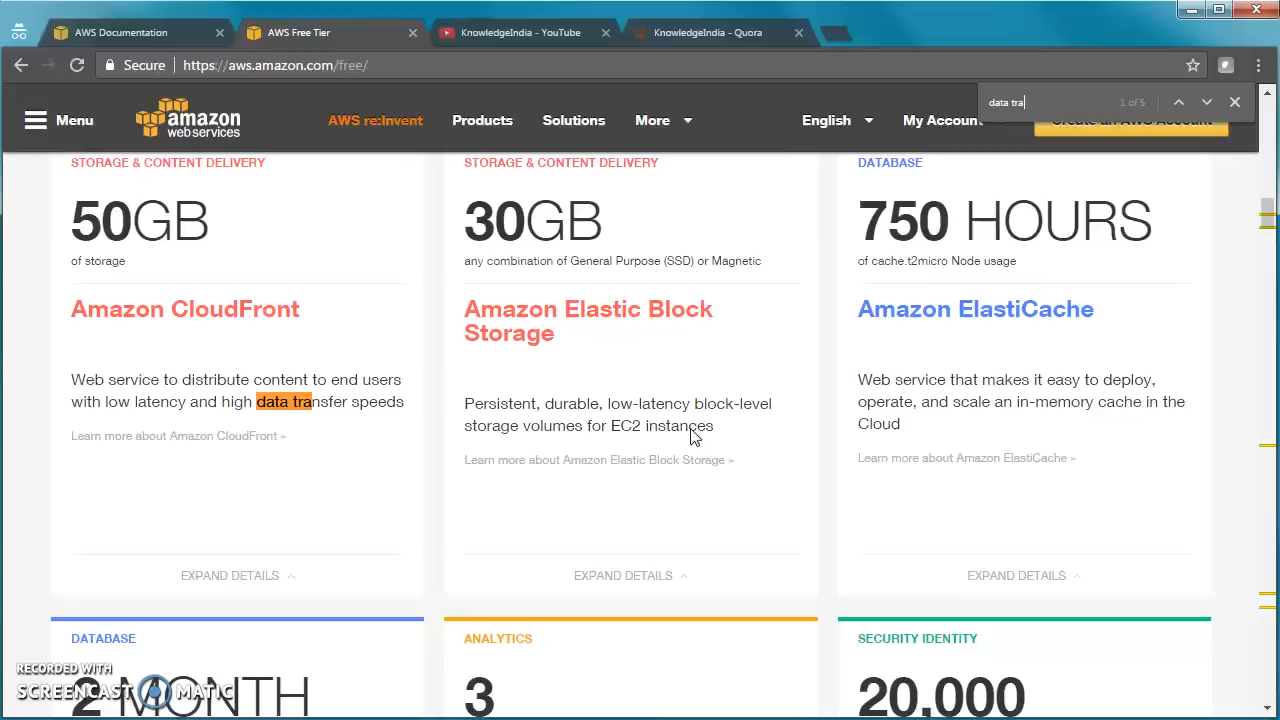 AWS Documentation
AWS Free Tier
KnowledgeIndia - YouTube
KnowledgeIndia - Quora
Secure
https://aws.amazon.com/free/
data tra
1 of 5
Menu
amazon
web services
AWS re:Invent
Products
Solutions
More
English
My Account
Create an AWS Account
STORAGE & CONTENT DELIVERY
50GB
of storage
Amazon CloudFront
Web service to distribute content to end users
with low latency and high data transfer speeds
Learn more about Amazon CloudFront »
EXPAND DETAILS
STORAGE & CONTENT DELIVERY
30GB
any combination of General Purpose (SSD) or Magnetic
Amazon Elastic Block
Storage
Persistent, durable, low-latency block-level
storage volumes for EC2 instances
Learn more about Amazon Elastic Block Storage »
EXPAND DETAILS
DATABASE
750 HOURS
of cache.t2micro Node usage
Amazon ElastiCache
Web service that makes it easy to deploy,
operate, and scale an in-memory cache in the
Cloud
Learn more about Amazon ElastiCache »
EXPAND DETAILS
DATABASE
2 MONTH
ANALYTICS
3
SECURITY IDENTITY
20,000
RECORDED WITH
SCREENCAST MATIC